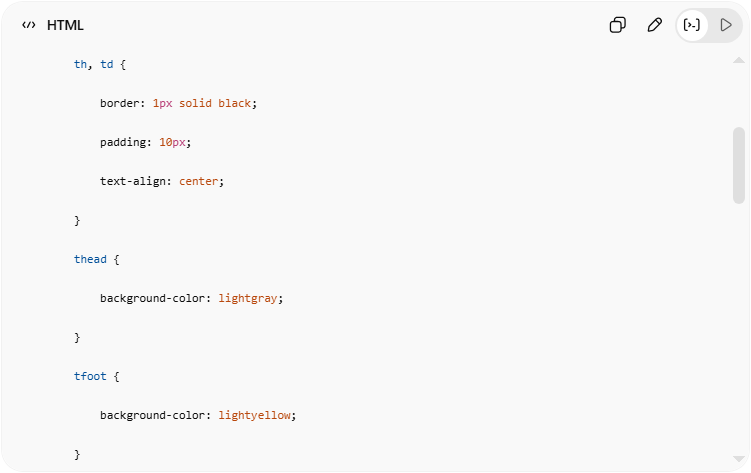 HTML
th, td {
border: 1px solid black;
padding: 10px;
text-align: center;
}
thead {
background-color: lightgray;
}
tfoot {
background-color: lightyellow;
}